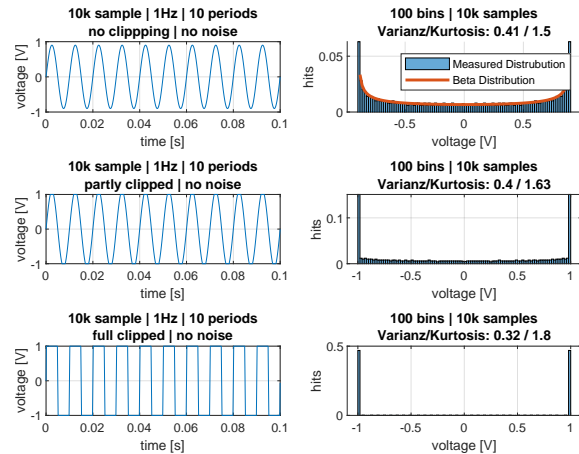 10k sample | 1Hz | 10 periods
no clippping | no noise
voltage [V]
1
0
-1
0
0.02
0.04
0.06
0.08
0.1
time [s]
100 bins | 10k samples
Varianz/Kurtosis: 0.41 / 1.5
hits
0.05
0
Measured Distrubution
Beta Distribution
-0.5
0
0.5
voltage [V]
10k sample | 1Hz | 10 periods
partly clipped | no noise
voltage [V]
1
0
-1
0
0.02
0.04
0.06
0.08
0.1
time [s]
100 bins | 10k samples
Varianz/Kurtosis: 0.4 / 1.63
hits
0.1
0
-1
-0.5
0
0.5
1
voltage [V]
10k sample | 1Hz | 10 periods
full clipped | no noise
voltage [V]
1
0
-1
0
0.02
0.04
0.06
0.08
0.1
time [s]
100 bins | 10k samples
Varianz/Kurtosis: 0.32 / 1.8
hits
0.5
0
-1
-0.5
0
0.5
1
voltage [V]